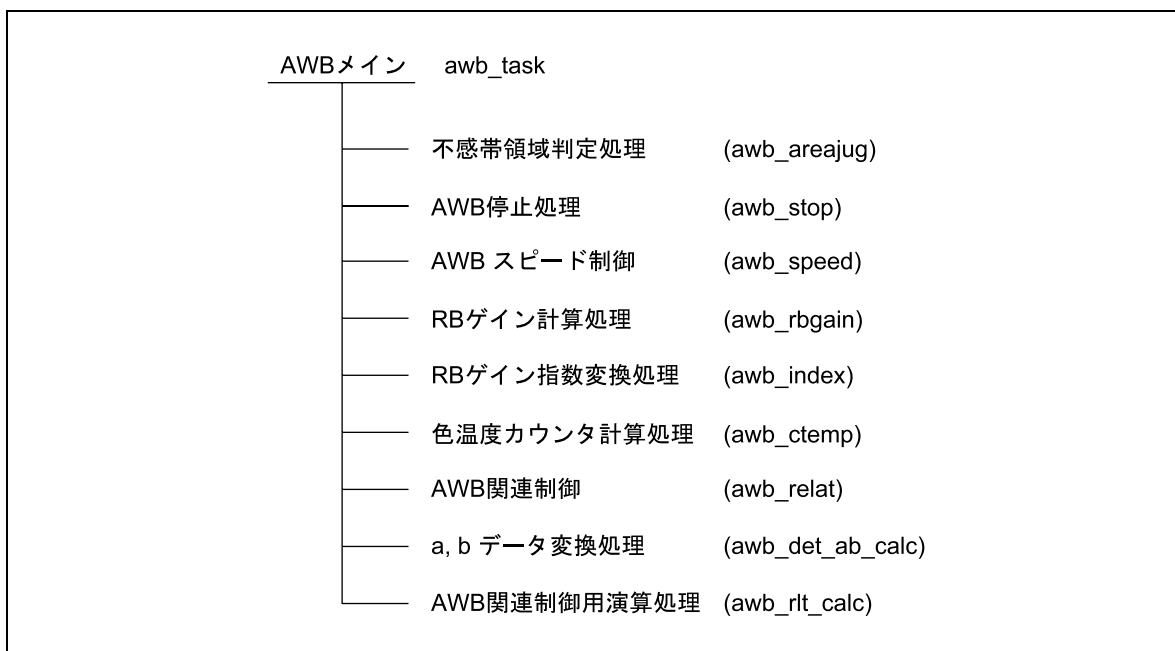 AWBメイン awb_task
不感帯領域判定処理 (awb_areajug)
AWB停止処理 (awb_stop)
AWB スピード制御 (awb_speed)
RBゲイン計算処理 (awb_rbgain)
RBゲイン指数変換処理 (awb_index)
色温度カウンタ計算処理 (awb_ctemp)
AWB関連制御 (awb_relat)
a, b データ変換処理 (awb_det_ab_calc)
AWB関連制御用演算処理 (awb_rlt_calc)